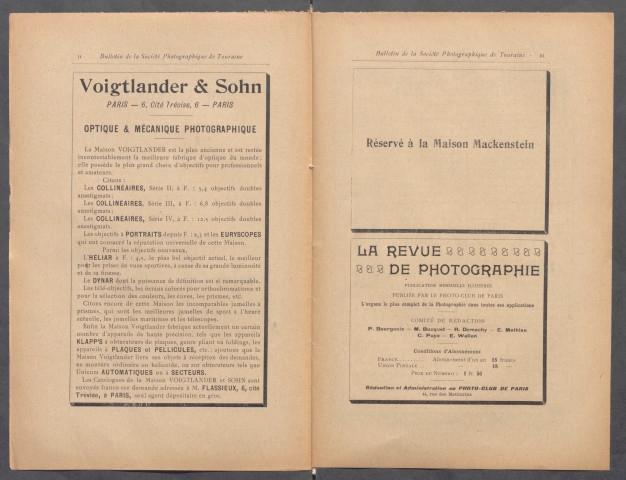 Bulletin de la Société Photographique de Touraine
Voigtlander & Sohn
PARIS — 6, Cité Trévise, 6 — PARIS
OPTIQUE & MÉCANIQUE PHOTOGRAPHIQUE
La Maison VOIGTLANDER est la plus ancienne et est restée
incontestablement la meilleure fabrique d'optique du monde ;
elle possède le plus grand choix d'objectifs pour professionnels
et amateurs.
Citons :
Les COLLINÉAIRES, Série II, à F. : 5,4 objectifs doubles
anastigmats ;
Les COLLINÉAIRES, Série III, à F. : 6,8 objectifs doubles
anastigmats ;
Les COLLINÉAIRES, Série IV, à F. : 12,5 objectifs doubles
anastigmats.
Les objectifs à PORTRAITS depuis F. : 2,3 et les EURYSCOPES
qui ont consacré la réputation universelle de cette Maison.
Parmi les objectifs nouveaux.
L'HÉLIAR à F. : 4,5, le plus bel objectif actuel, le meilleur
pour les prises de vues sportives, à cause de sa grande luminosité
et de sa finesse.
Le DYNAR dont la puissance de définition est si remarquable.
Les télé-objectifs, les écrans colorés pour orthochromatisme et
pour la sélection des couleurs, les cuves, les prismes, etc.
Citons encore de cette Maison les incomparables jumelles à
prismes, qui sont les meilleures jumelles de sport à l'heure
actuelle, les jumelles maritimes et les télescopes.
Enfin la Maison Voigtlander fabrique actuellement un certain
nombre d'appareils de haute précision, tels que les appareils
KLAPP'S à obturateurs de plaques, genre pliant ou foldings, les
appareils à PLAQUES et PELLICULES, etc. ; ajoutons que la
Maison Voigtlander livre ses objets à réception des demandes,
en monture ordinaire ou hélicoïdale, ou sur obturateurs tels que
Unicum AUTOMATIQUES ou à SECTEURS.
Les Catalogues de la Maison VOIGTLANDER et SOHN sont
envoyés franco sur demande adressée à M. FLASSIEUX, 6, cité
Trévise, à PARIS, seul agent dépositaire en gros.
Bulletin de la Société Photographique de Touraine
Réservé à la Maison Mackenstein
LA REVUE
DE PHOTOGRAPHIE
PUBLICATION MENSUELLE ILLUSTRÉE
PUBLIÉE PAR LE PHOTO-CLUB DE PARIS
L'organe le plus complet de la Photographie dans toutes ses applications
COMITÉ DE RÉDACTION
P. Bourgeois — M. Bucquet — R. Demachy — E. Mathieu
C. Puyo — E. Wallon
Conditions d'Abonnement
FRANCE......... ABONNEMENT D'UN AN 15 FRANCS
UNION POSTALE — — 18 —
PRIX DU NUMÉRO : 1 fr. 50
Rédaction et Administration au PHOTO-CLUB DE PARIS
44, rue des Mathurins